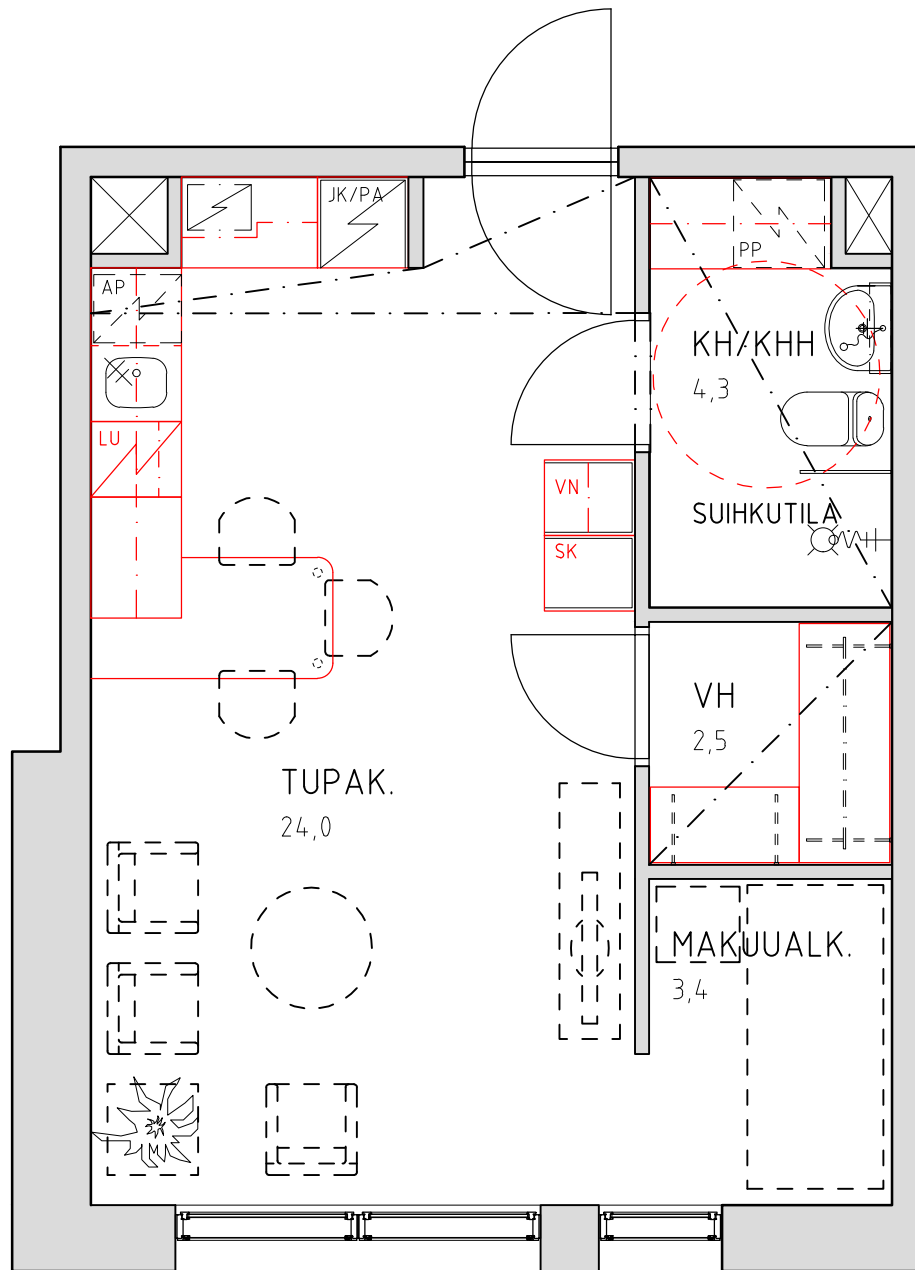 JK/PA
PP
AP
KH/KHH
4,3
LU
VN
SUIHKUTILA
SK
VH
2,5
TUPAK.
24,0
MAKUUALK.
3,4